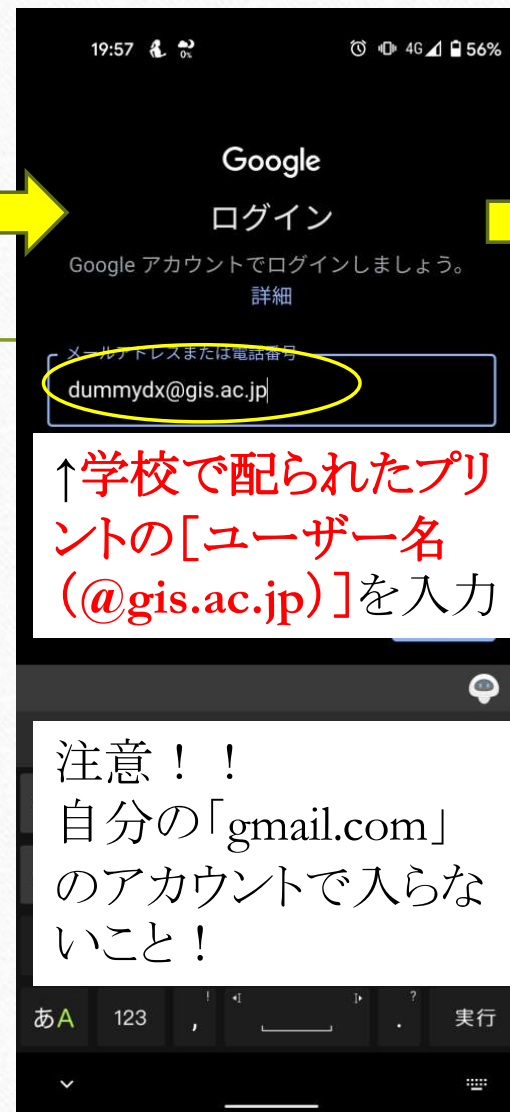 19:57 0% 4G 56%
Google
ログイン
Google アカウントでログインしましょう。
詳細
メールアドレスまたは電話番号
dummydx@gis.ac.jp
↑学校で配られたプリ
ントの[ユーザー名
(@gis.ac.jp)]を入力
注意！！
自分の「gmail.com」
のアカウントで入らな
いこと！
あA 123 , ! . ? 実行